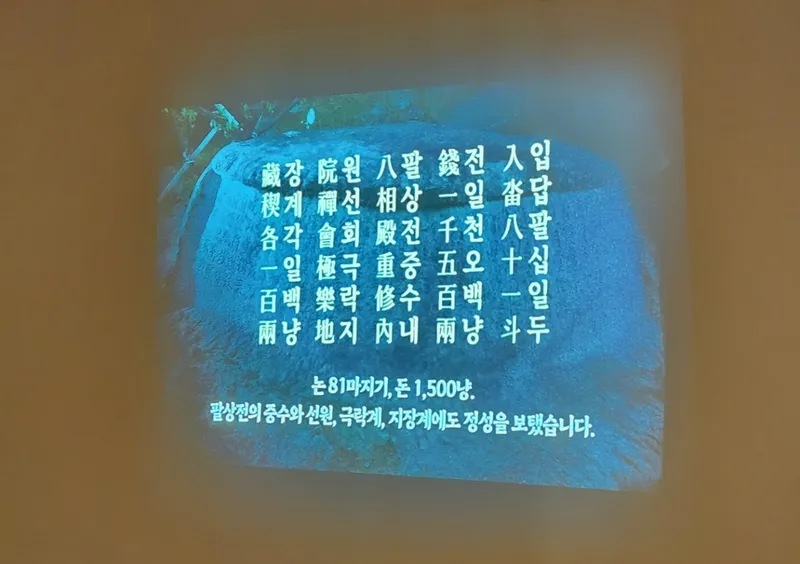 入입畓답八팔十십一일斗두
錢전一일千천五오百백兩냥
八팔相상殿전重중修수內내
院원禪선會회極극樂락地지
藏장稧계各각一일百백兩냥
논 81마지기, 돈 1,500냥.
팔상전의 중수와 선원, 극락계, 지장계에도 정성을 보탰습니다.